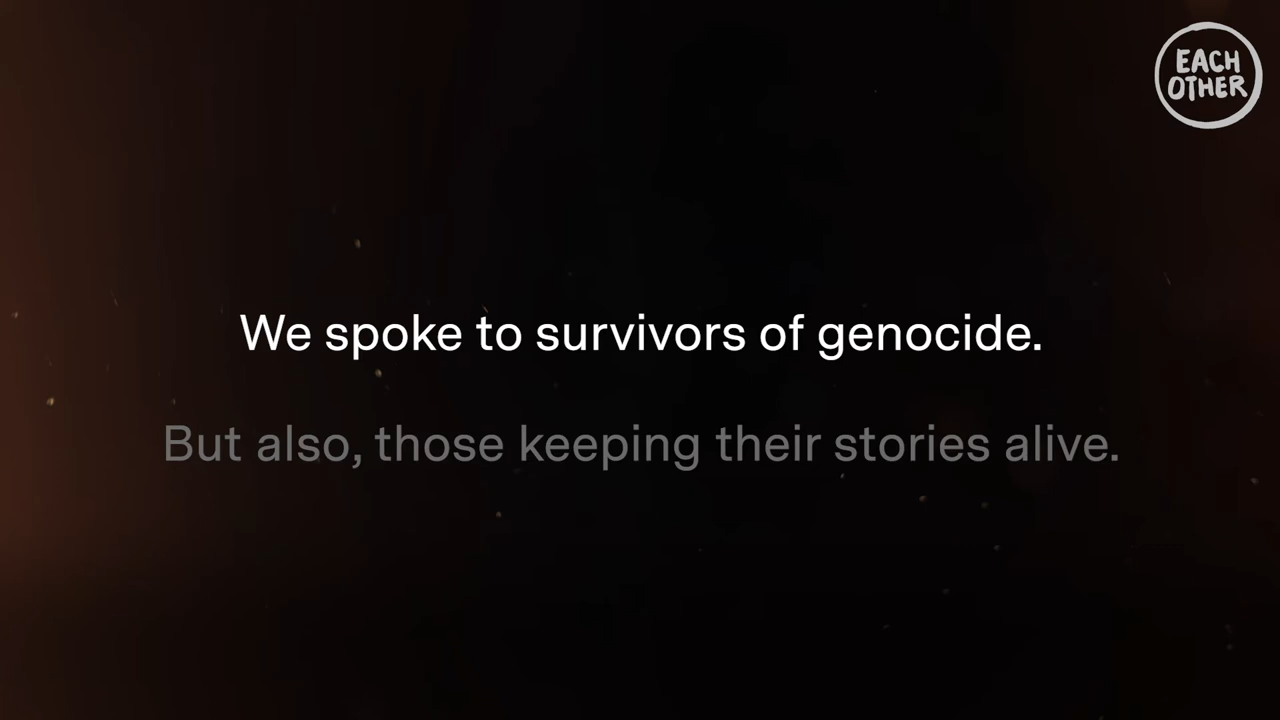 EACH
OTHER
We spoke to survivors of genocide.
But also, those keeping their stories alive.